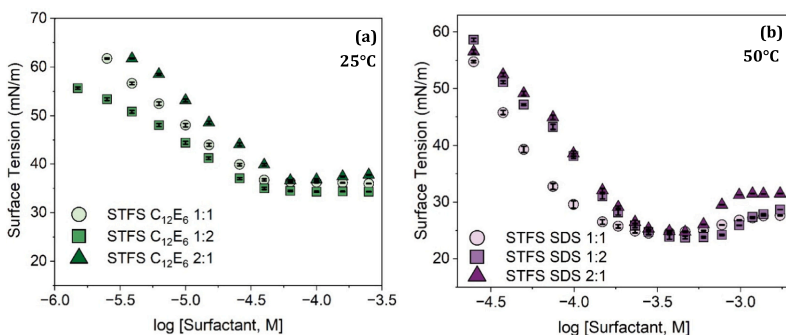 (a)
25°C
70
60
50
40
30
20
Surface Tension (mN/m)
STFS C₁₂E₆ 1:1
STFS C₁₂E₆ 1:2
STFS C₁₂E₆ 2:1
−6.0 −5.5 −5.0 −4.5 −4.0 −3.5
log [Surfactant, M]
(b)
50°C
60
50
40
30
20
Surface Tension (mN/m)
STFS SDS 1:1
STFS SDS 1:2
STFS SDS 2:1
−4.5 −4.0 −3.5 −3.0
log [Surfactant, M]